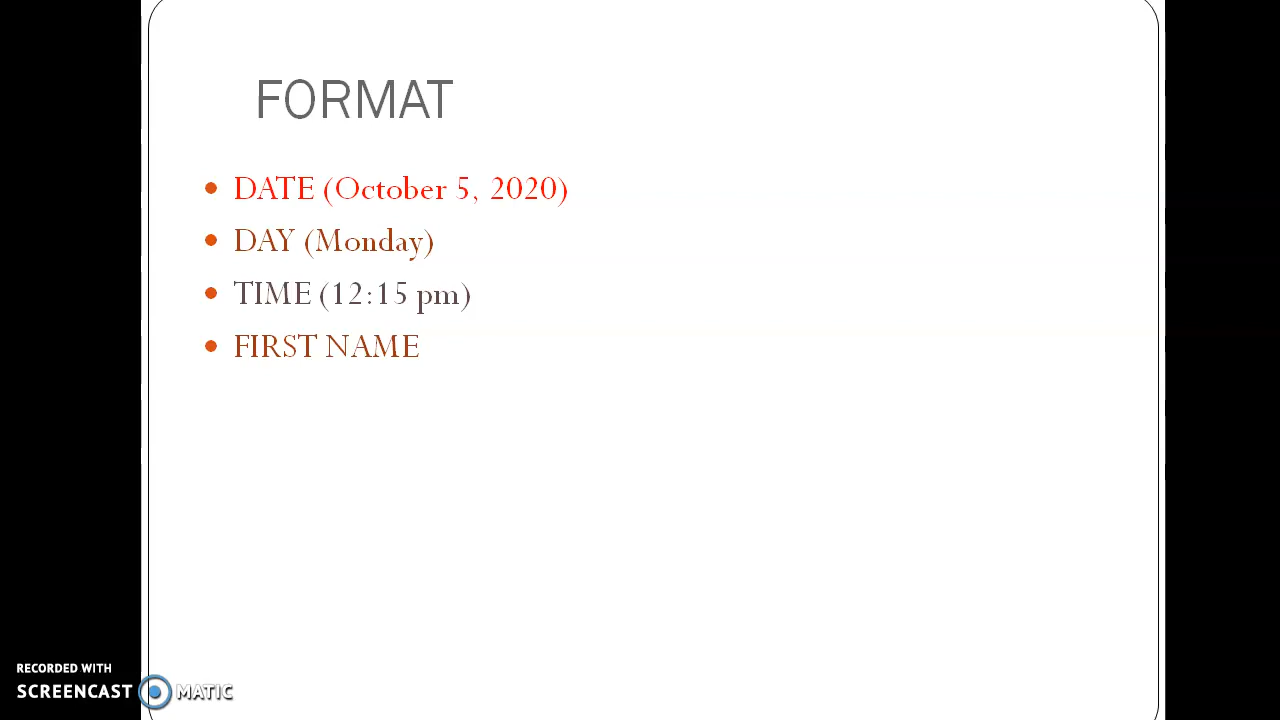 FORMAT
DATE (October 5, 2020)
DAY (Monday)
TIME (12:15 pm)
FIRST NAME
RECORDED WITH
SCREENCAST MATIC